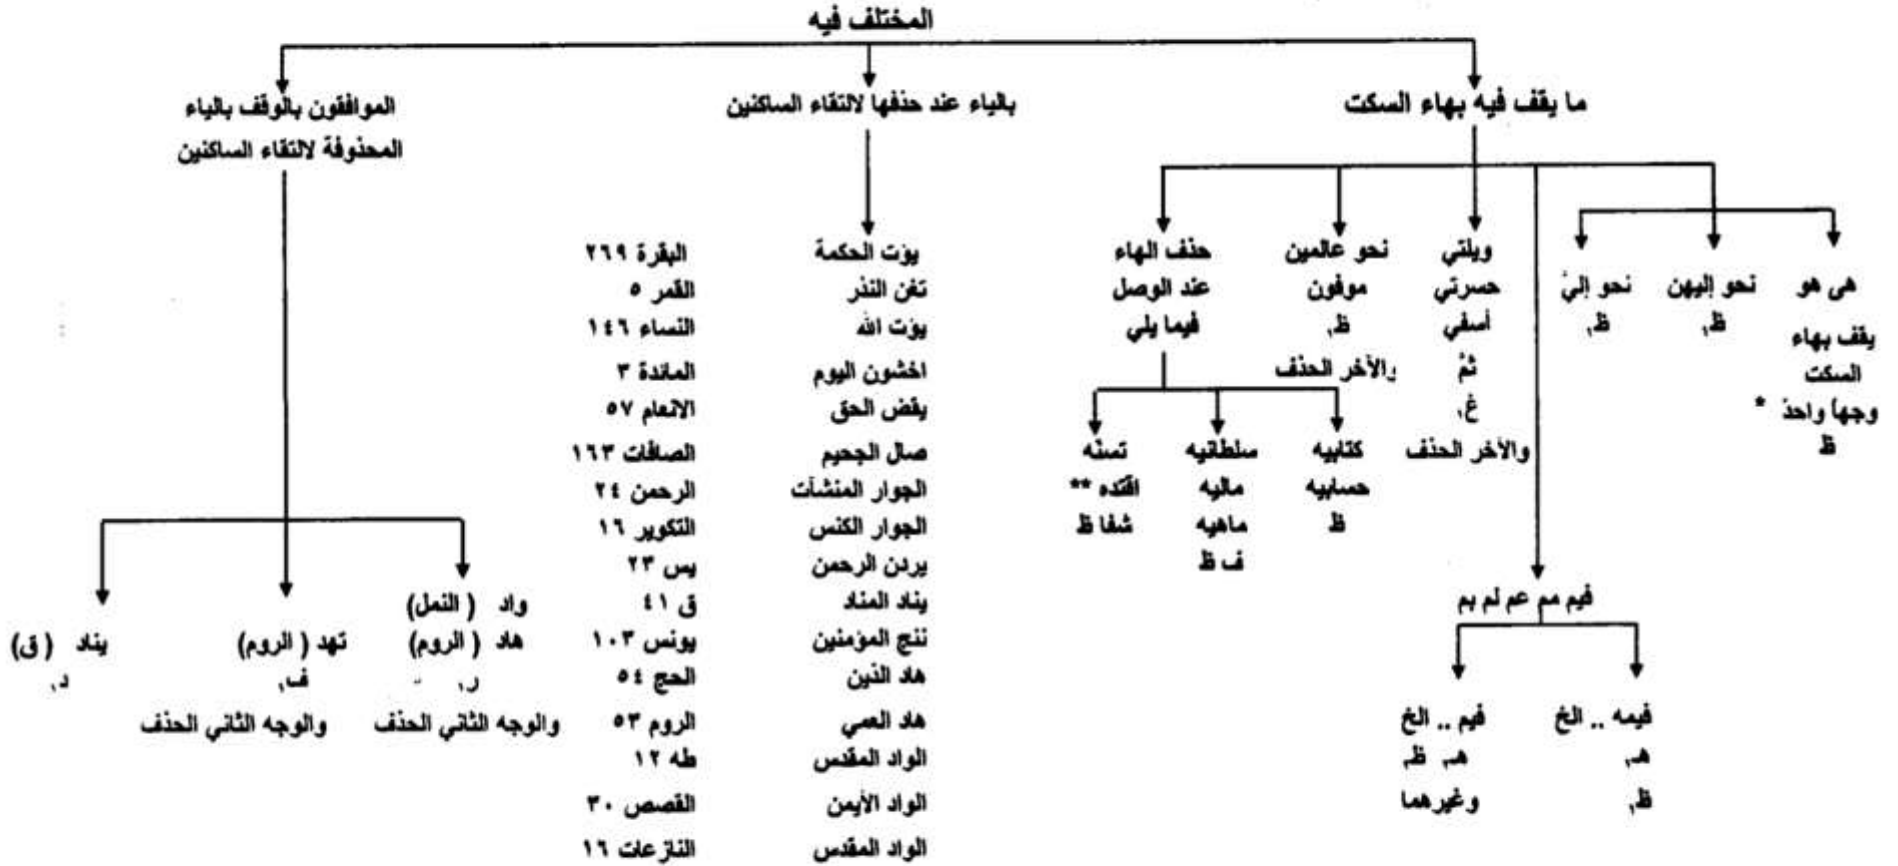 المختلف فيه
ما يقف فيه بهاء السكت
هى هو
يقف بهاء
السكت
وجهاً واحدً *
ظ
نحو إليهن
ظ,
نحو إليّ
ظ,
فيم مم عم لم بم
فيمه .. الخ
هـ,
ظ,
فيم .. الخ
هـ, ظ,
وغيرهما
ويلتي
حسرتي
أسفي
ثمَّ
غ,
والآخر الحذف
نحو عالمين
موفون
ظ,
والآخر الحذف
حذف الهاء
عند الوصل
فيما يلي
كتابيه
حسابيه
ظ
سلطانيه
ماليه
ماهيه
ف ظ
تسنّه
اقتده **
شفا ظ
بالياء عند حذفها لالتقاء الساكنين
يؤت الحكمة البقرة ٢٦٩
تغن النذر القمر ٥
يؤت الله النساء ١٤٦
اخشون اليوم المائدة ٣
يقض الحق الانعام ٥٧
صال الجحيم الصافات ١٦٣
الجوار المنشآت الرحمن ٢٤
الجوار الكنس التكوير ١٦
يردن الرحمن يس ٢٣
يناد المناد ق ٤١
ننج المؤمنين يونس ١٠٣
هاد الذين الحج ٥٤
هاد العمي الروم ٥٣
الواد المقدس طه ١٢
الواد الأيمن القصص ٣٠
الواد المقدس النازعات ١٦
الموافقون بالوقف بالياء
المحذوفة لالتقاء الساكنين
واد ( النمل)
هاد ( الروم)
ر,
والوجه الثاني الحذف
تهد ( الروم)
ف,
والوجه الثاني الحذف
يناد ( ق)
د,